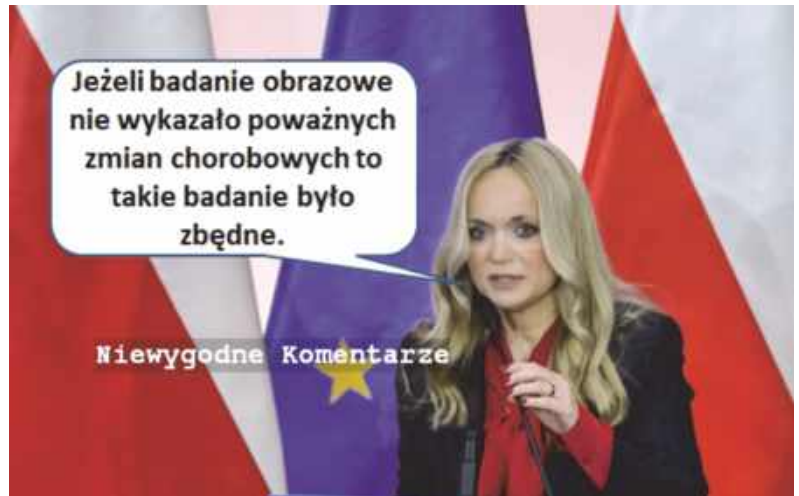 Jeżeli badanie obrazowe
nie wykazało poważnych
zmian chorobowych to
takie badanie było
zbędne.
Niewygodne Komentarze